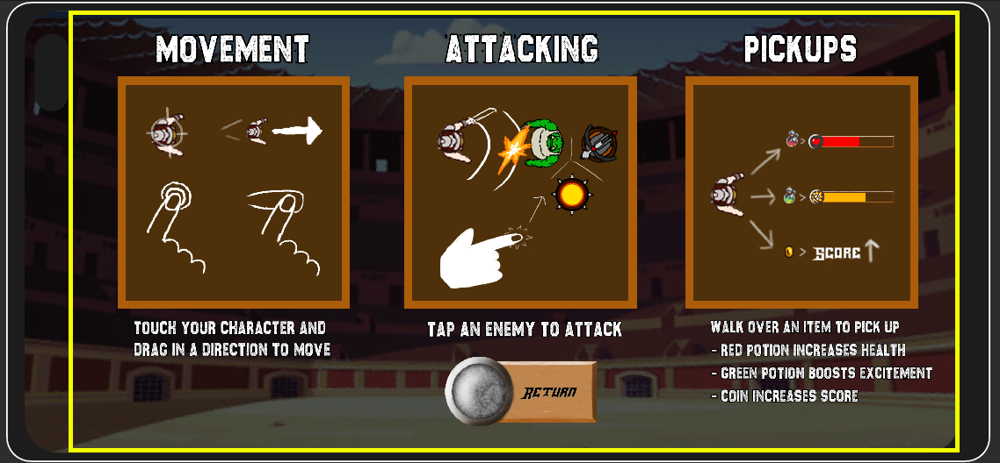 MOVEMENT
TOUCH YOUR CHARACTER AND
DRAG IN A DIRECTION TO MOVE
ATTACKING
TAP AN ENEMY TO ATTACK
PICKUPS
>
>
> SCORE
WALK OVER AN ITEM TO PICK UP
- RED POTION INCREASES HEALTH
- GREEN POTION BOOSTS EXCITEMENT
- COIN INCREASES SCORE
RETURN